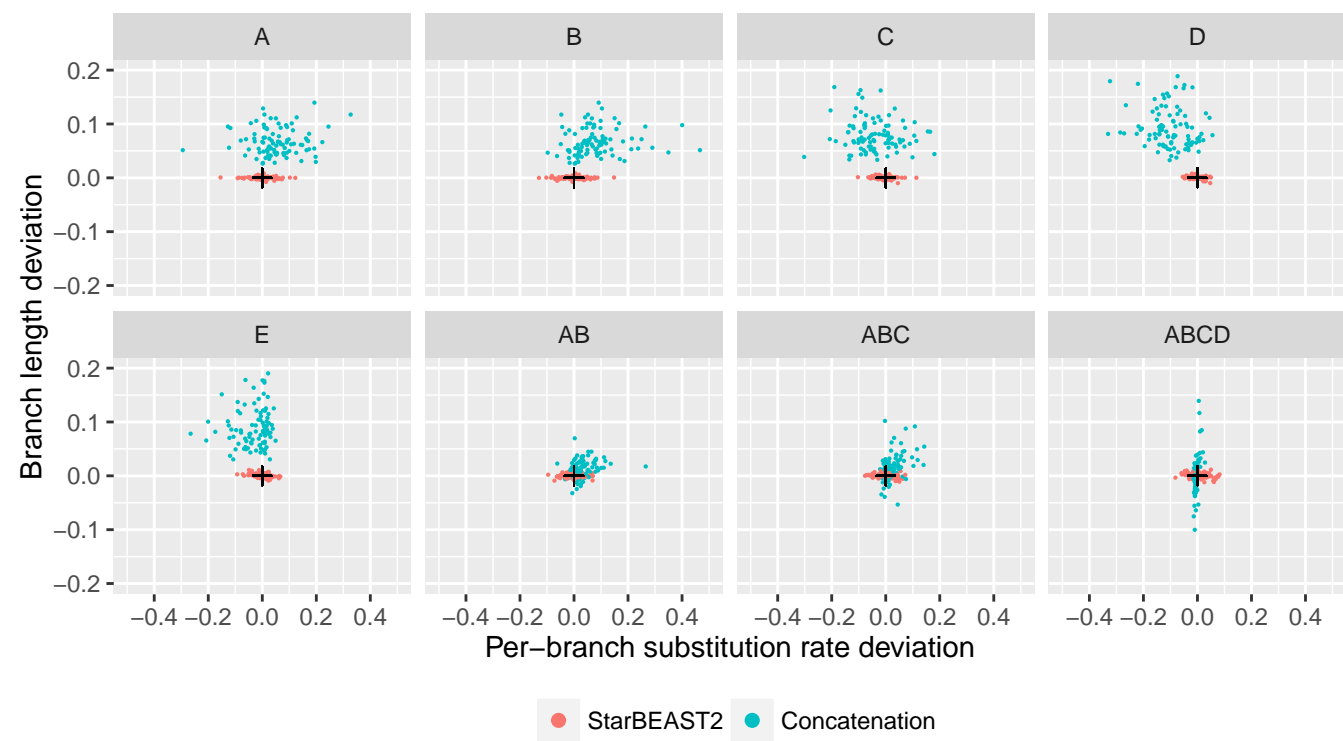 A B C D
0.2
0.1
0.0
−0.1
−0.2
Branch length deviation
E AB ABC ABCD
0.2
0.1
0.0
−0.1
−0.2
−0.4 −0.2 0.0 0.2 0.4 −0.4 −0.2 0.0 0.2 0.4 −0.4 −0.2 0.0 0.2 0.4 −0.4 −0.2 0.0 0.2 0.4
Per−branch substitution rate deviation
StarBEAST2 Concatenation